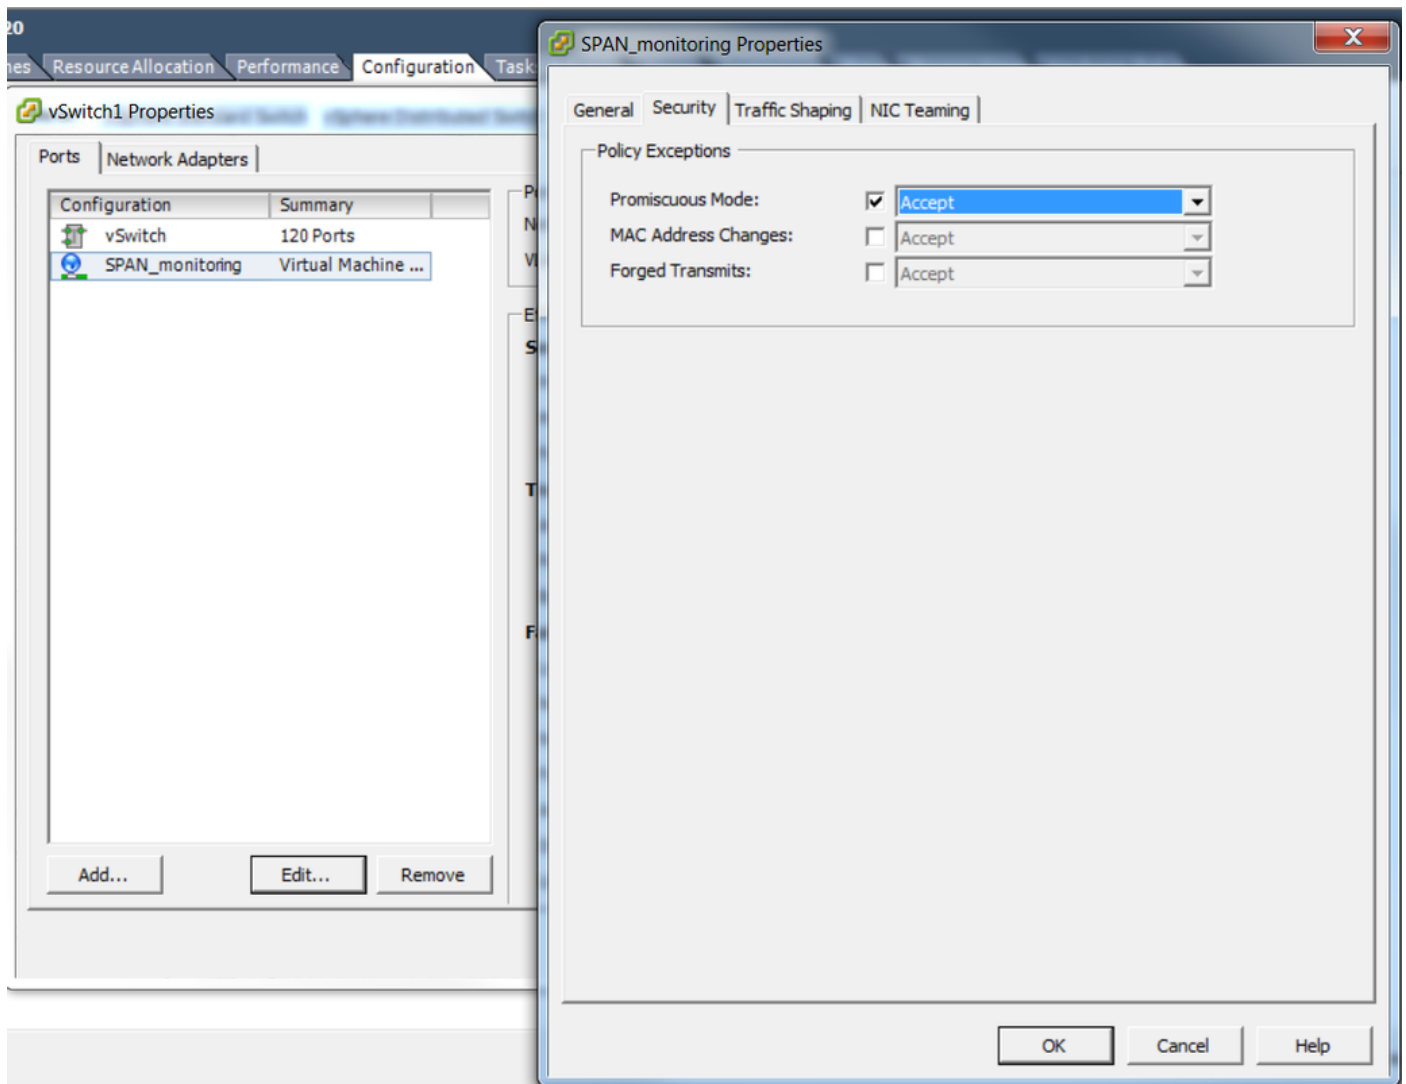 20
nes Resource Allocation Performance Configuration Task
vSwitch1 Properties
Ports Network Adapters
Configuration Summary
vSwitch 120 Ports
SPAN_monitoring Virtual Machine ...
Add... Edit... Remove
SPAN_monitoring Properties
General Security Traffic Shaping NIC Teaming
Policy Exceptions
Promiscuous Mode: Accept
MAC Address Changes: Accept
Forged Transmits: Accept
OK Cancel Help